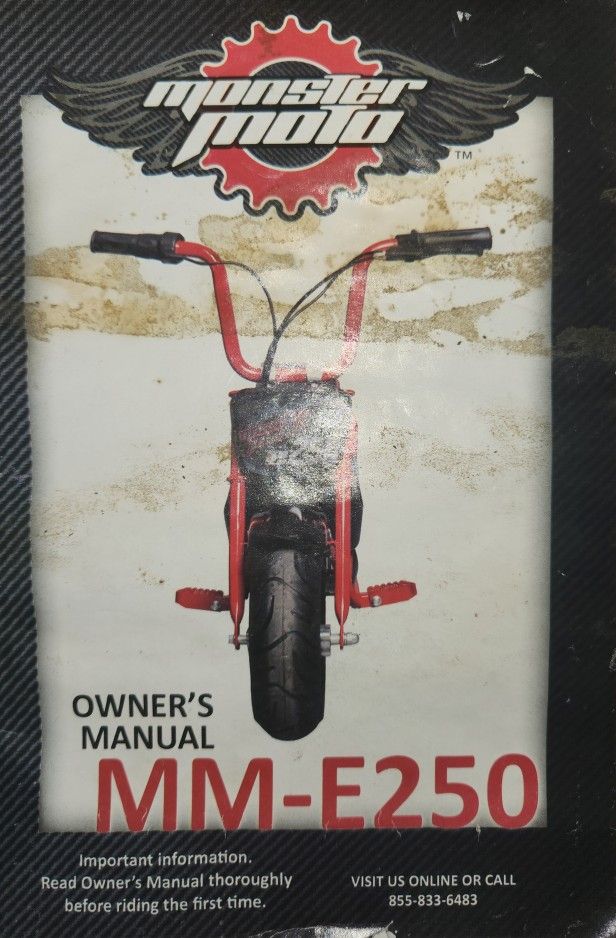 monster
moto
TM
OWNER'S
MANUAL
MM-E250
Important information.
Read Owner's Manual thoroughly
before riding the first time.
VISIT US ONLINE OR CALL
855-833-6483